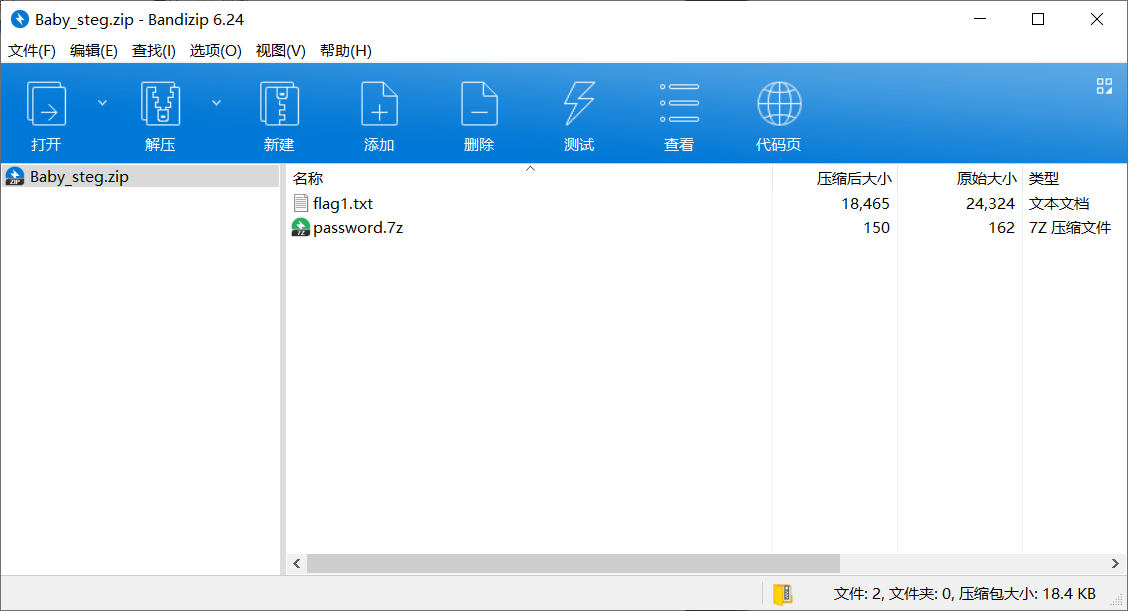 Baby_steg.zip - Bandizip 6.24
文件(F) 编辑(E) 查找(I) 选项(O) 视图(V) 帮助(H)
打开 解压 新建 添加 删除 测试 查看 代码页
Baby_steg.zip
名称 压缩后大小 原始大小 类型
flag1.txt 18,465 24,324 文本文档
password.7z 150 162 7Z 压缩文件
文件: 2, 文件夹: 0, 压缩包大小: 18.4 KB